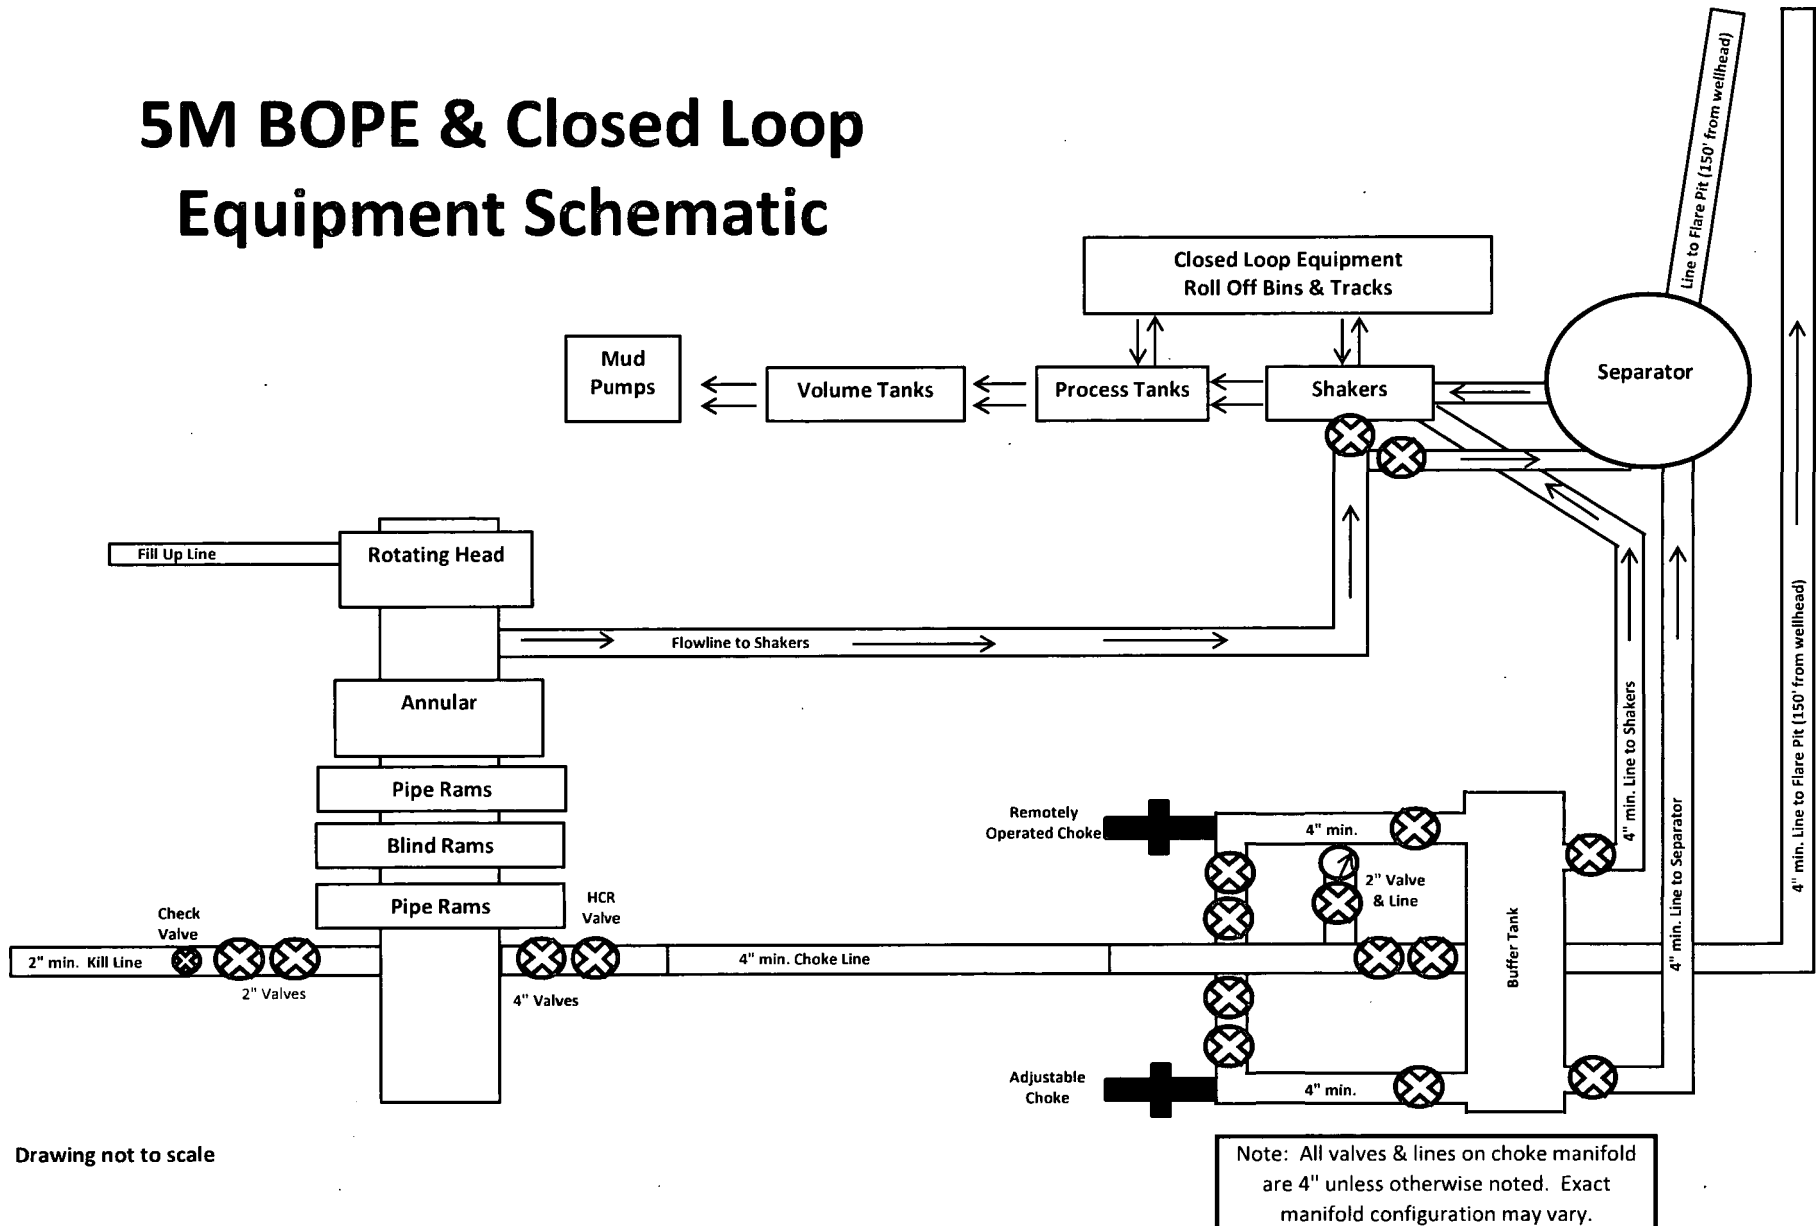 5M BOPE & Closed Loop
Equipment Schematic
Line to Flare Pit (150' from wellhead)
Closed Loop Equipment
Roll Off Bins & Tracks
Mud
Pumps
Volume Tanks
Process Tanks
Shakers
Separator
Fill Up Line
Rotating Head
Flowline to Shakers
Annular
Pipe Rams
Blind Rams
Pipe Rams
Check
Valve
HCR
Valve
2" min. Kill Line
2" Valves
4" Valves
4" min. Choke Line
Remotely
Operated Choke
4" min.
2" Valve
& Line
Adjustable
Choke
4" min.
Buffer Tank
4" min. Line to Shakers
4" min. Line to Separator
4" min. Line to Flare Pit (150' from wellhead)
Drawing not to scale
Note: All valves & lines on choke manifold
are 4" unless otherwise noted. Exact
manifold configuration may vary.